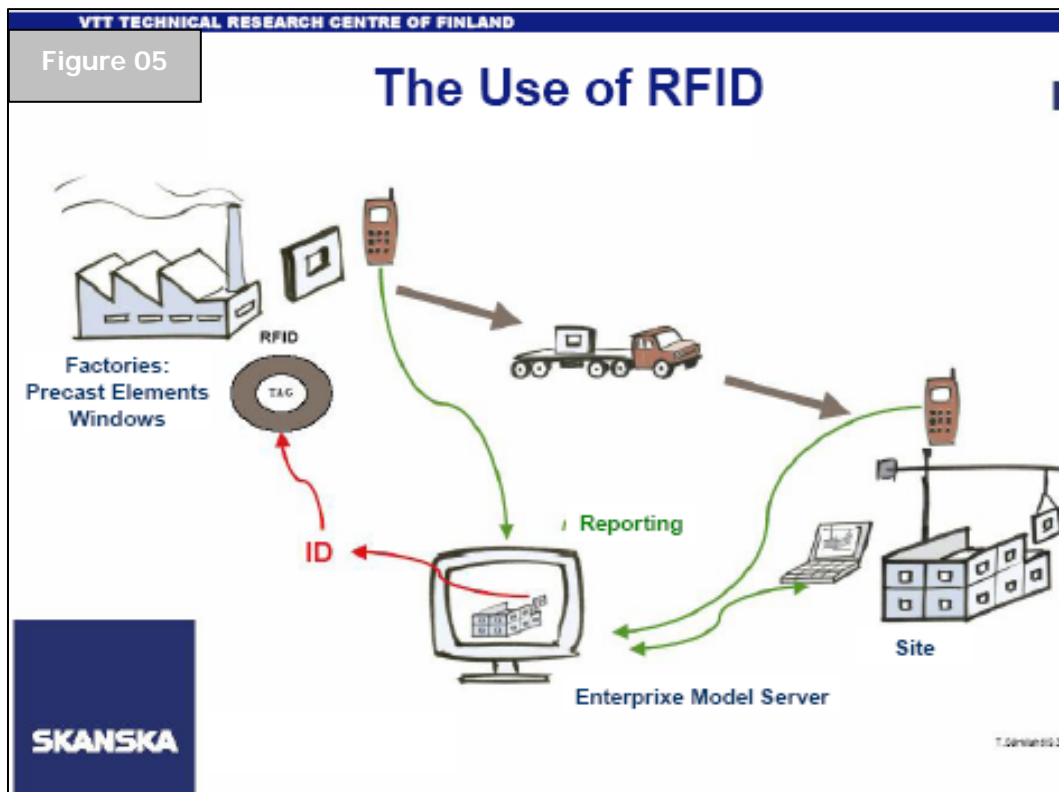 VTT TECHNICAL RESEARCH CENTRE OF FINLAND
Figure 05
The Use of RFID
RFID
TAG
Factories:
Precast Elements
Windows
ID
Reporting
Enterprixe Model Server
Site
SKANSKA